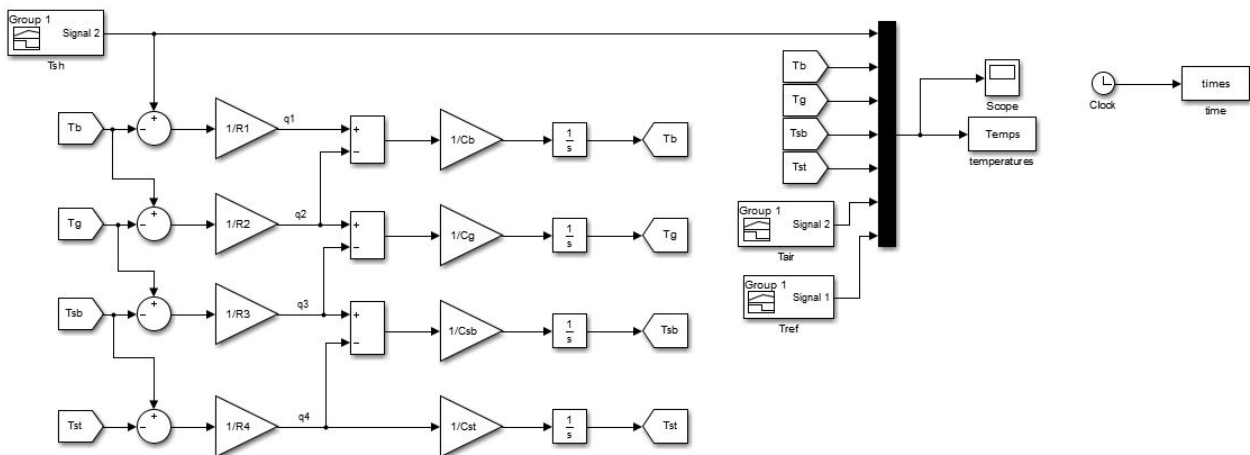 Group 1
Signal 2
Tsh
Tb
+
−
1/R1
q1
+
−
1/Cb
1
s
Tb
Tg
+
−
1/R2
q2
+
−
1/Cg
1
s
Tg
Tsb
+
−
1/R3
q3
+
−
1/Csb
1
s
Tsb
Tst
+
−
1/R4
q4
1/Cst
1
s
Tst
Tb
Tg
Tsb
Tst
Group 1
Signal 2
Tair
Group 1
Signal 1
Tref
Scope
Temps
temperatures
Clock
times
time